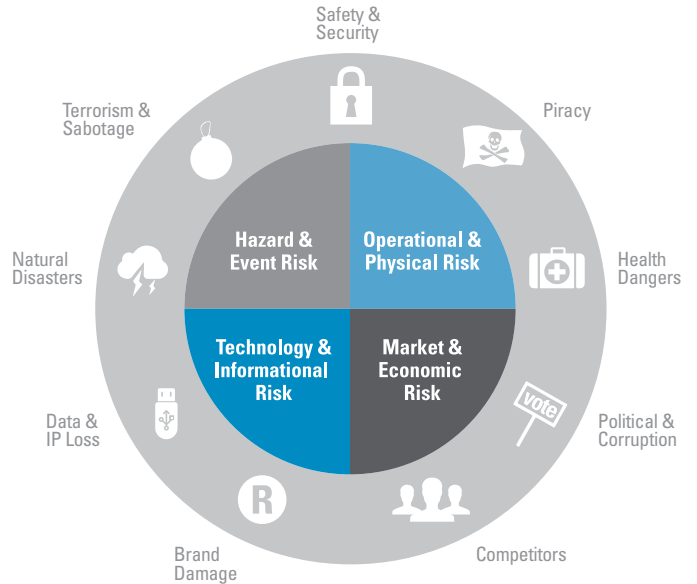 Safety &
Security
Terrorism &
Sabotage
Piracy
Hazard &
Event Risk
Operational &
Physical Risk
Natural
Disasters
Health
Dangers
Technology &
Informational
Risk
Market &
Economic
Risk
vote
Data &
IP Loss
Political &
Corruption
R
Brand
Damage
Competitors